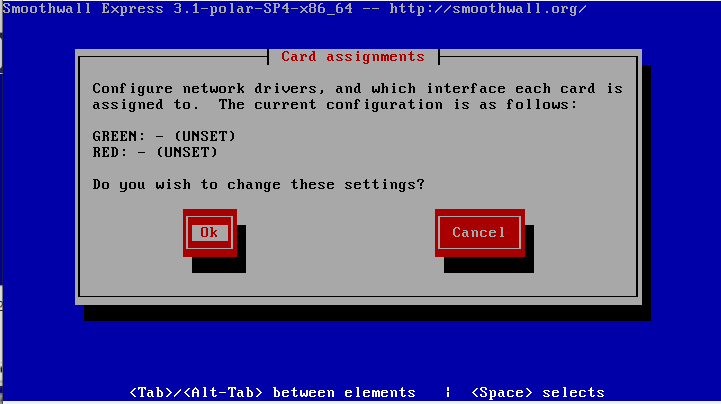 Smoothwall Express 3.1-polar-SP4-x86_64 -- http://smoothwall.org/
Card assignments
Configure network drivers, and which interface each card is
assigned to.  The current configuration is as follows:
GREEN: - (UNSET)
RED: - (UNSET)
Do you wish to change these settings?
Ok
Cancel
<Tab>/<Alt-Tab> between elements   |  <Space> selects